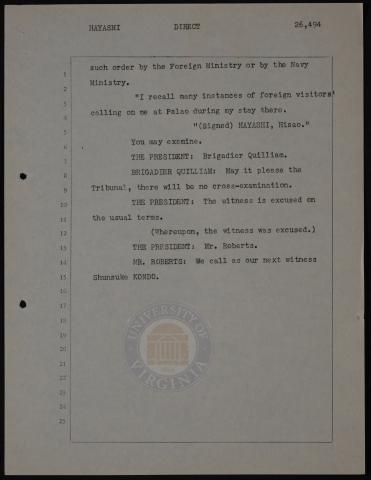 HAYASHI DIRECT 26,494
such order by the Foreign Ministry or by the Navy
1
Ministry.
2
"I recall many instances of foreign visitors'
3
calling on me at Palao during my stay there.
4
"(Signed) HAYASHI, Hisao."
5
You may examine.
6
THE PRESIDENT: Brigadier Quilliam.
7
BRIGADIER QUILLIAM: May it please the
8
Tribunal, there will be no cross-examination.
9
THE PRESIDENT: The witness is excused on
10
the usual terms.
11
(Whereupon, the witness was excused.)
12
THE PRESIDENT: Mr. Roberts.
13
MR. ROBERTS: We call as our next witness
14
Shunsuke KONDO.
15
16
17
18
19
20
21
22
23
24
25
UNIVERSITY OF VIRGINIA